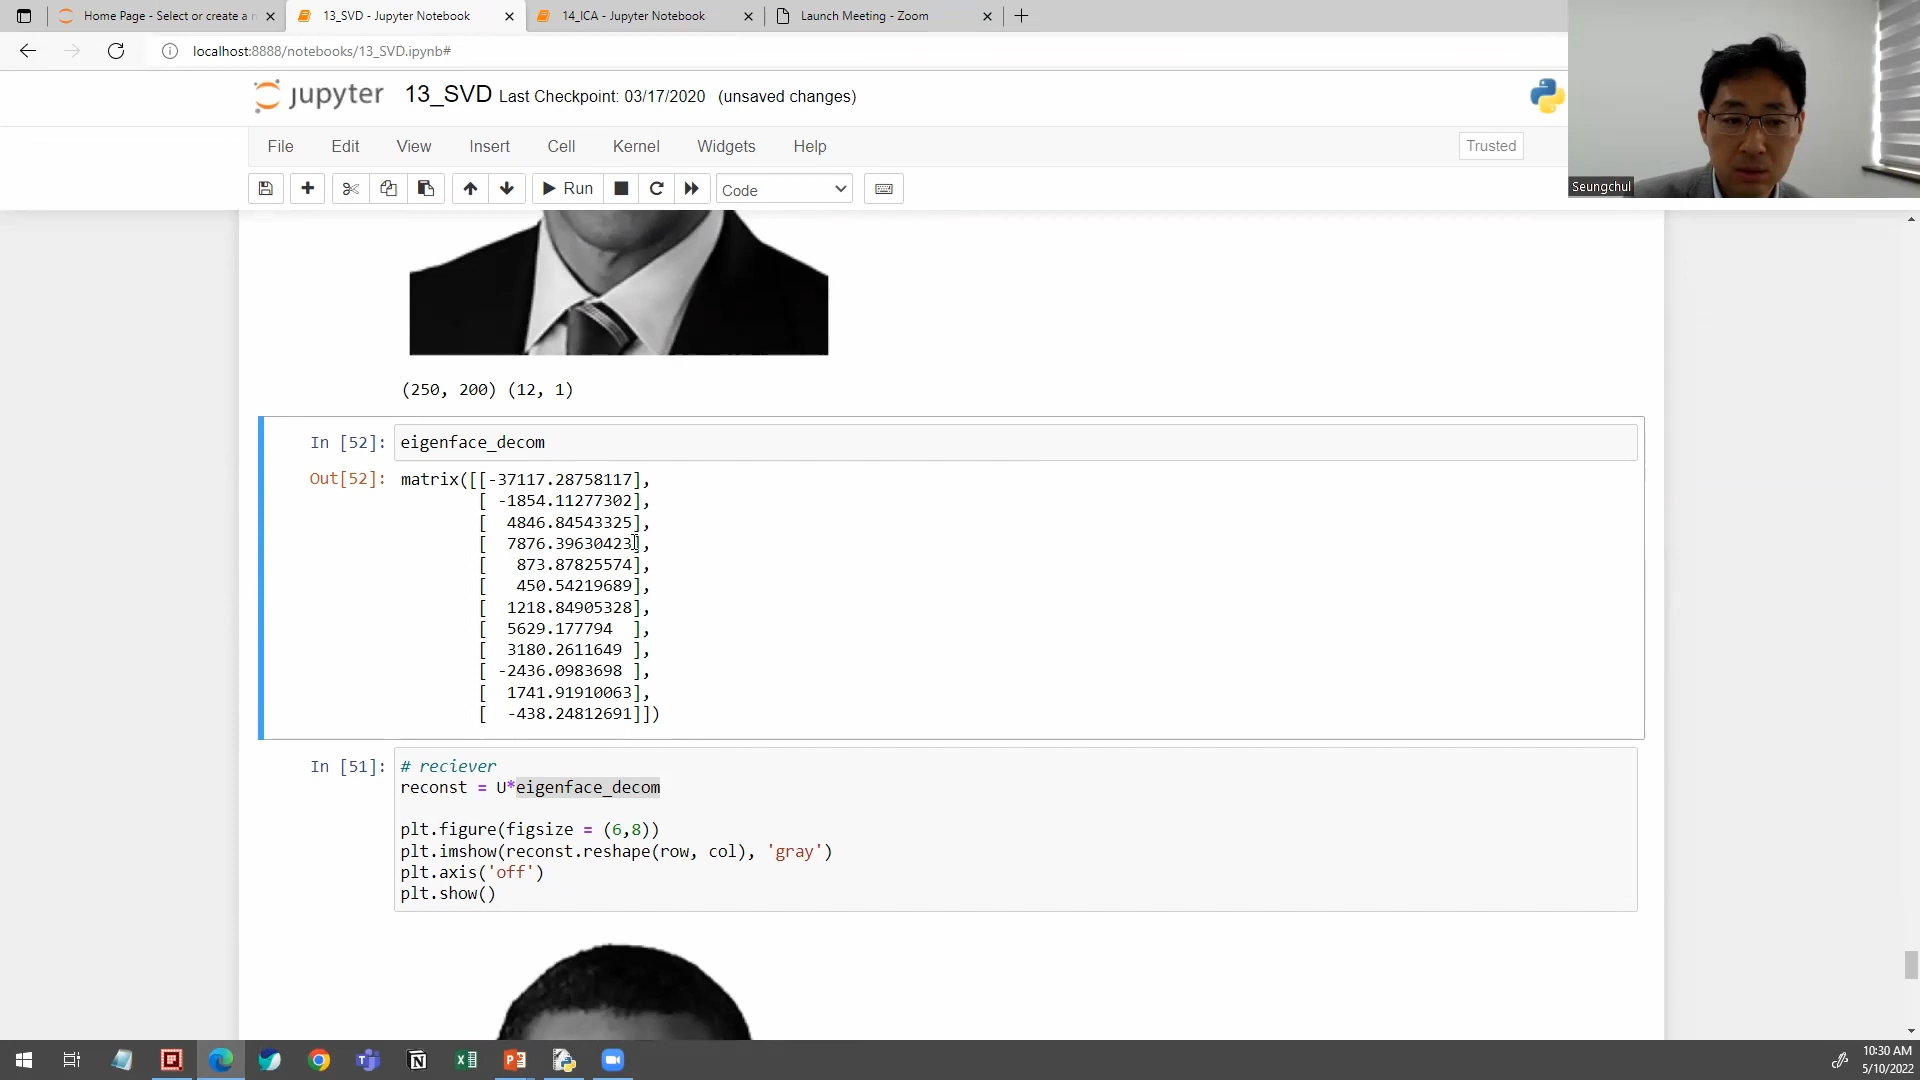 Home Page - Select or create a n
13_SVD - Jupyter Notebook
14_ICA - Jupyter Notebook
Launch Meeting - Zoom
localhost:8888/notebooks/13_SVD.ipynb#
jupyter 13_SVD Last Checkpoint: 03/17/2020 (unsaved changes)
File Edit View Insert Cell Kernel Widgets Help
Trusted
Run
Code
Seungchul
(250, 200) (12, 1)
In [52]: eigenface_decom
Out[52]: matrix([[-37117.28758117],
[ -1854.11277302],
[ 4846.84543325],
[ 7876.39630423],
[ 873.87825574],
[ 450.54219689],
[ 1218.84905328],
[ 5629.177794 ],
[ 3180.2611649 ],
[ -2436.0983698 ],
[ 1741.91910063],
[ -438.24812691]])
In [51]: # reciever
reconst = U*eigenface_decom
plt.figure(figsize = (6,8))
plt.imshow(reconst.reshape(row, col), 'gray')
plt.axis('off')
plt.show()
10:30 AM
5/10/2022